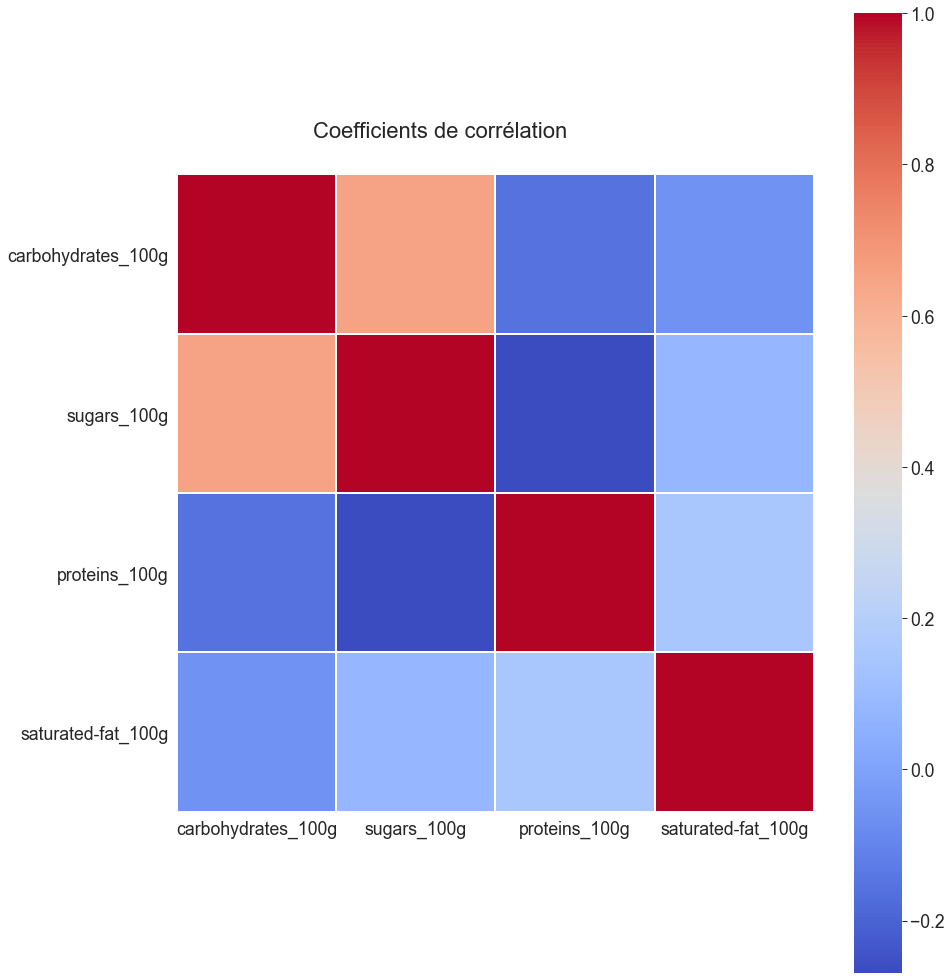 Coefficients de corrélation
carbohydrates_100g
sugars_100g
proteins_100g
saturated-fat_100g
carbohydrates_100g
sugars_100g
proteins_100g
saturated-fat_100g
1.0
0.8
0.6
0.4
0.2
0.0
−0.2